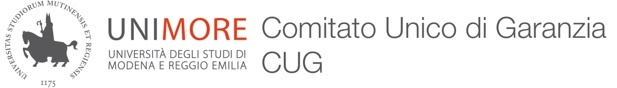 UNIVERSITAS STUDIORUM MUTINENSIS ET REGIENSIS
1175
UNIMORE
UNIVERSITÀ DEGLI STUDI DI
MODENA E REGGIO EMILIA
Comitato Unico di Garanzia
CUG